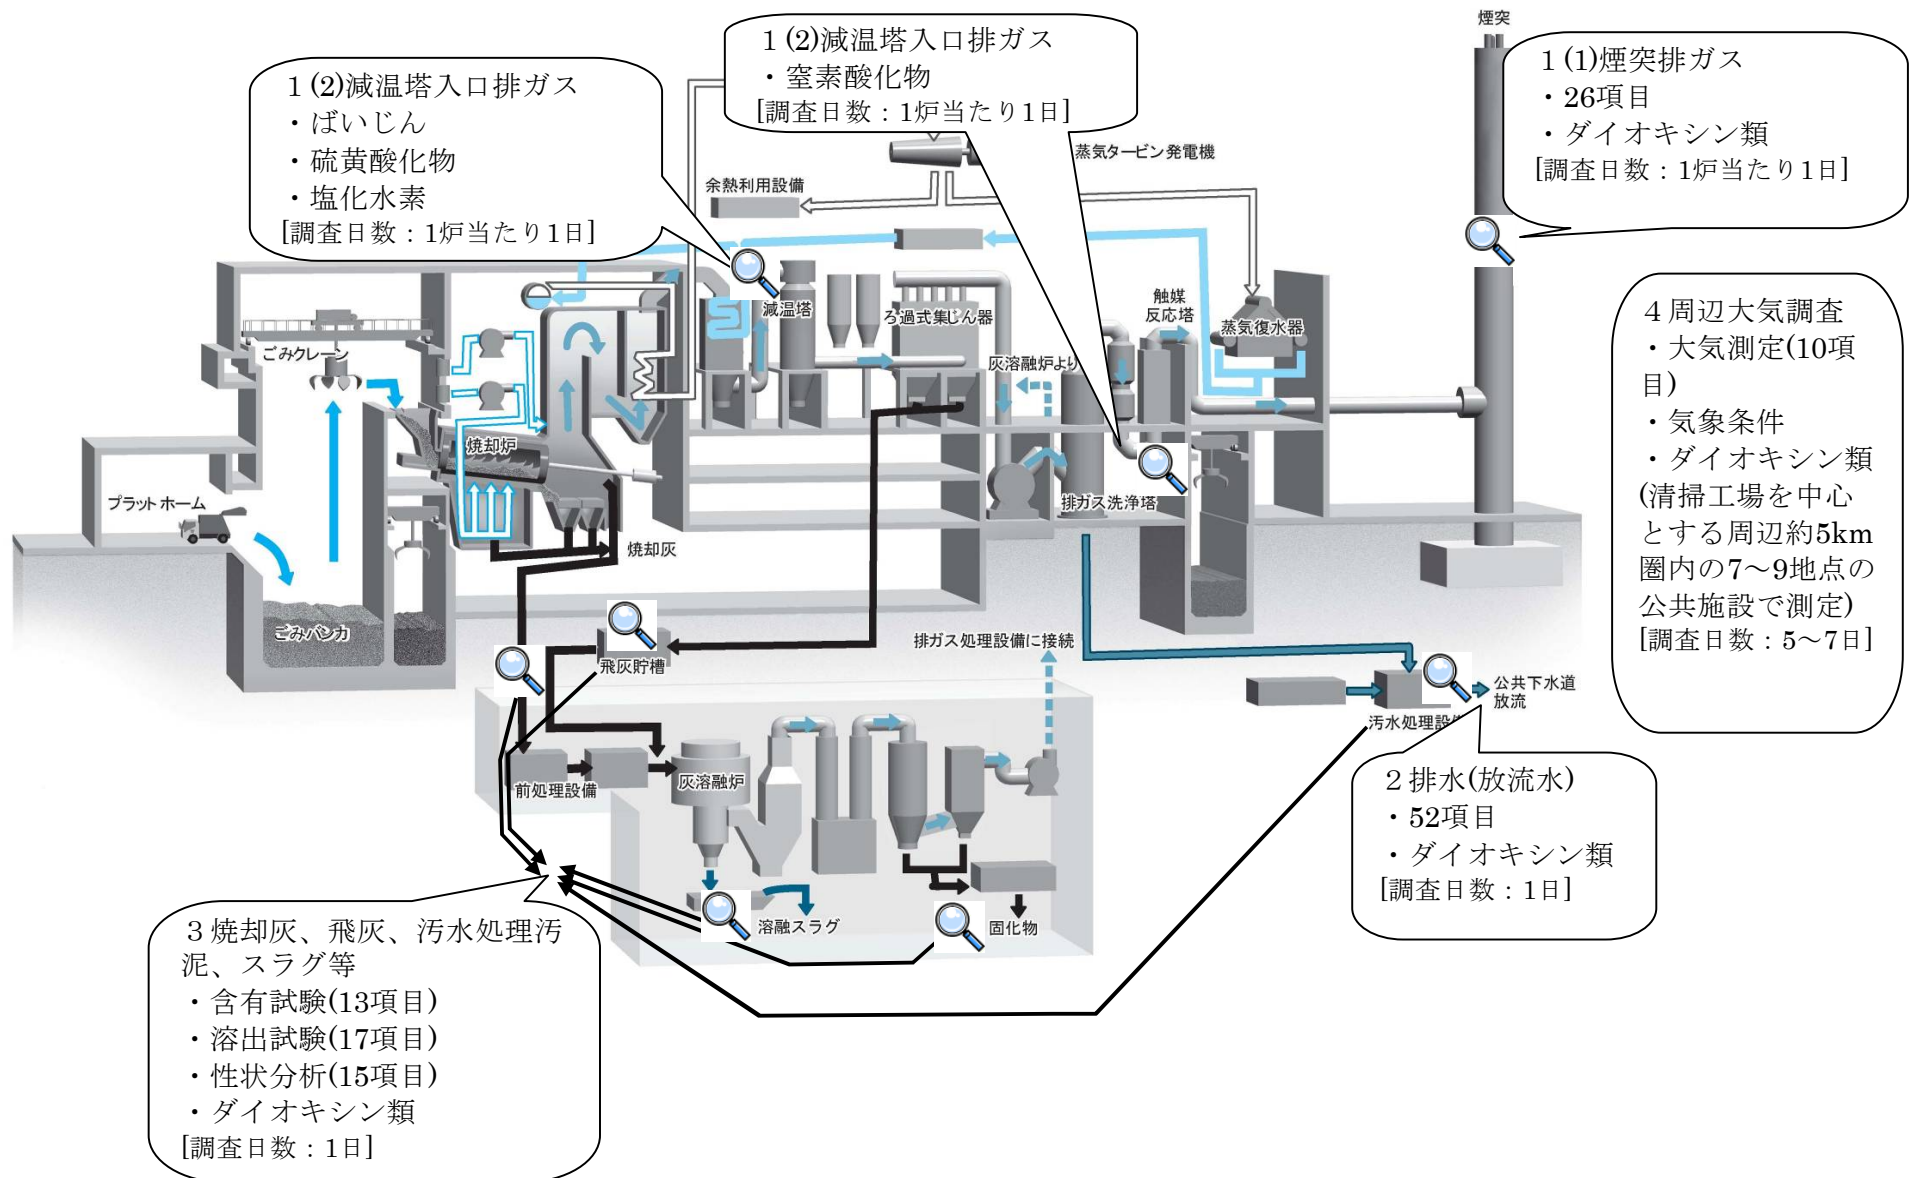 煙突
１(2)減温塔入口排ガス
・ばいじん
・硫黄酸化物
・塩化水素
[調査日数：1炉当たり1日]
１(2)減温塔入口排ガス
・窒素酸化物
[調査日数：1炉当たり1日]
１(1)煙突排ガス
・26項目
・ダイオキシン類
[調査日数：1炉当たり1日]
蒸気タービン発電機
余熱利用設備
減温塔
ろ過式集じん器
触媒
反応塔
蒸気復水器
灰溶融炉より
ごみクレーン
焼却炉
プラットホーム
排ガス洗浄塔
焼却灰
ごみバンカ
飛灰貯槽
排ガス処理設備に接続
公共下水道
放流
汚水処理設
前処理設備
灰溶融炉
溶融スラグ
固化物
４周辺大気調査
・大気測定(10項
目)
・気象条件
・ダイオキシン類
(清掃工場を中心
とする周辺約5km
圏内の7～9地点の
公共施設で測定)
[調査日数：5～7日]
２排水(放流水)
・52項目
・ダイオキシン類
[調査日数：1日]
３焼却灰、飛灰、汚水処理汚
泥、スラグ等
・含有試験(13項目)
・溶出試験(17項目)
・性状分析(15項目)
・ダイオキシン類
[調査日数：1日]